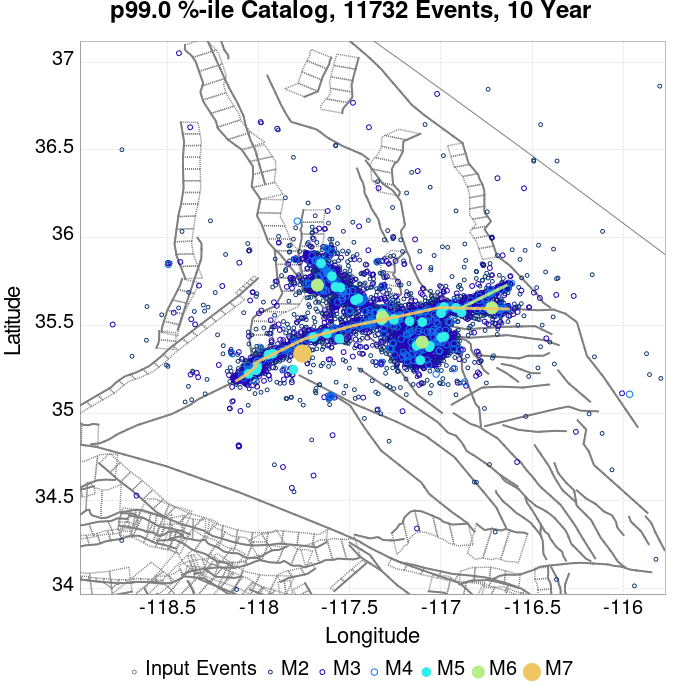 p99.0 %-ile Catalog, 11732 Events, 10 Year
37
36.5
36
35.5
35
34.5
34
Latitude
-118.5 -118 -117.5 -117 -116.5 -116
Longitude
Input Events M2 M3 M4 M5 M6 M7